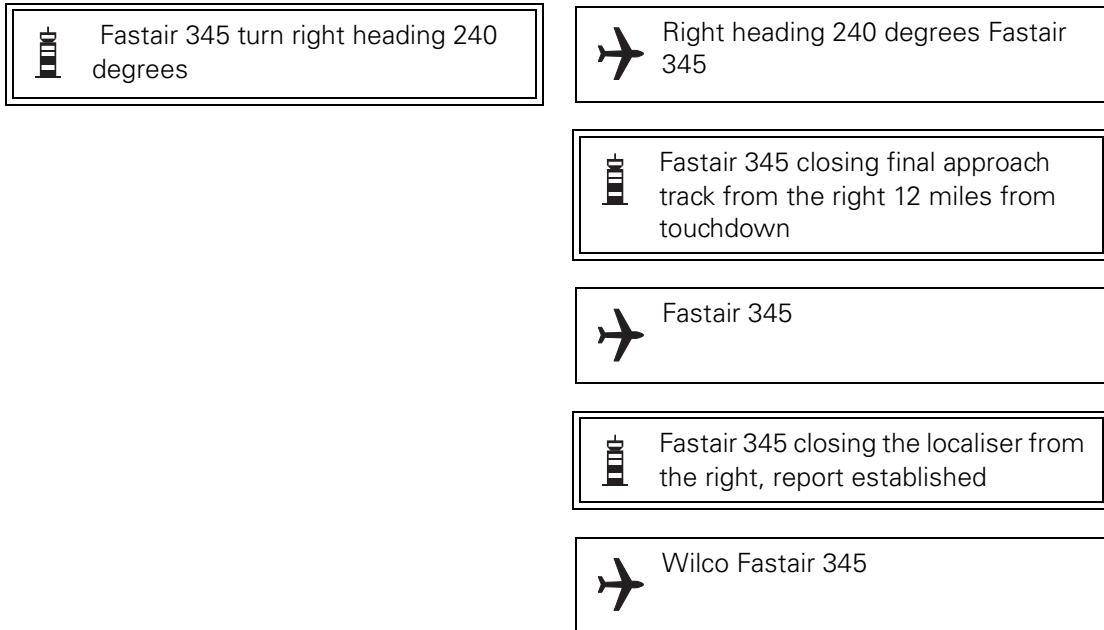 Fastair 345 turn right heading 240
degrees
Right heading 240 degrees Fastair
345
Fastair 345 closing final approach
track from the right 12 miles from
touchdown
Fastair 345
Fastair 345 closing the localiser from
the right, report established
Wilco Fastair 345